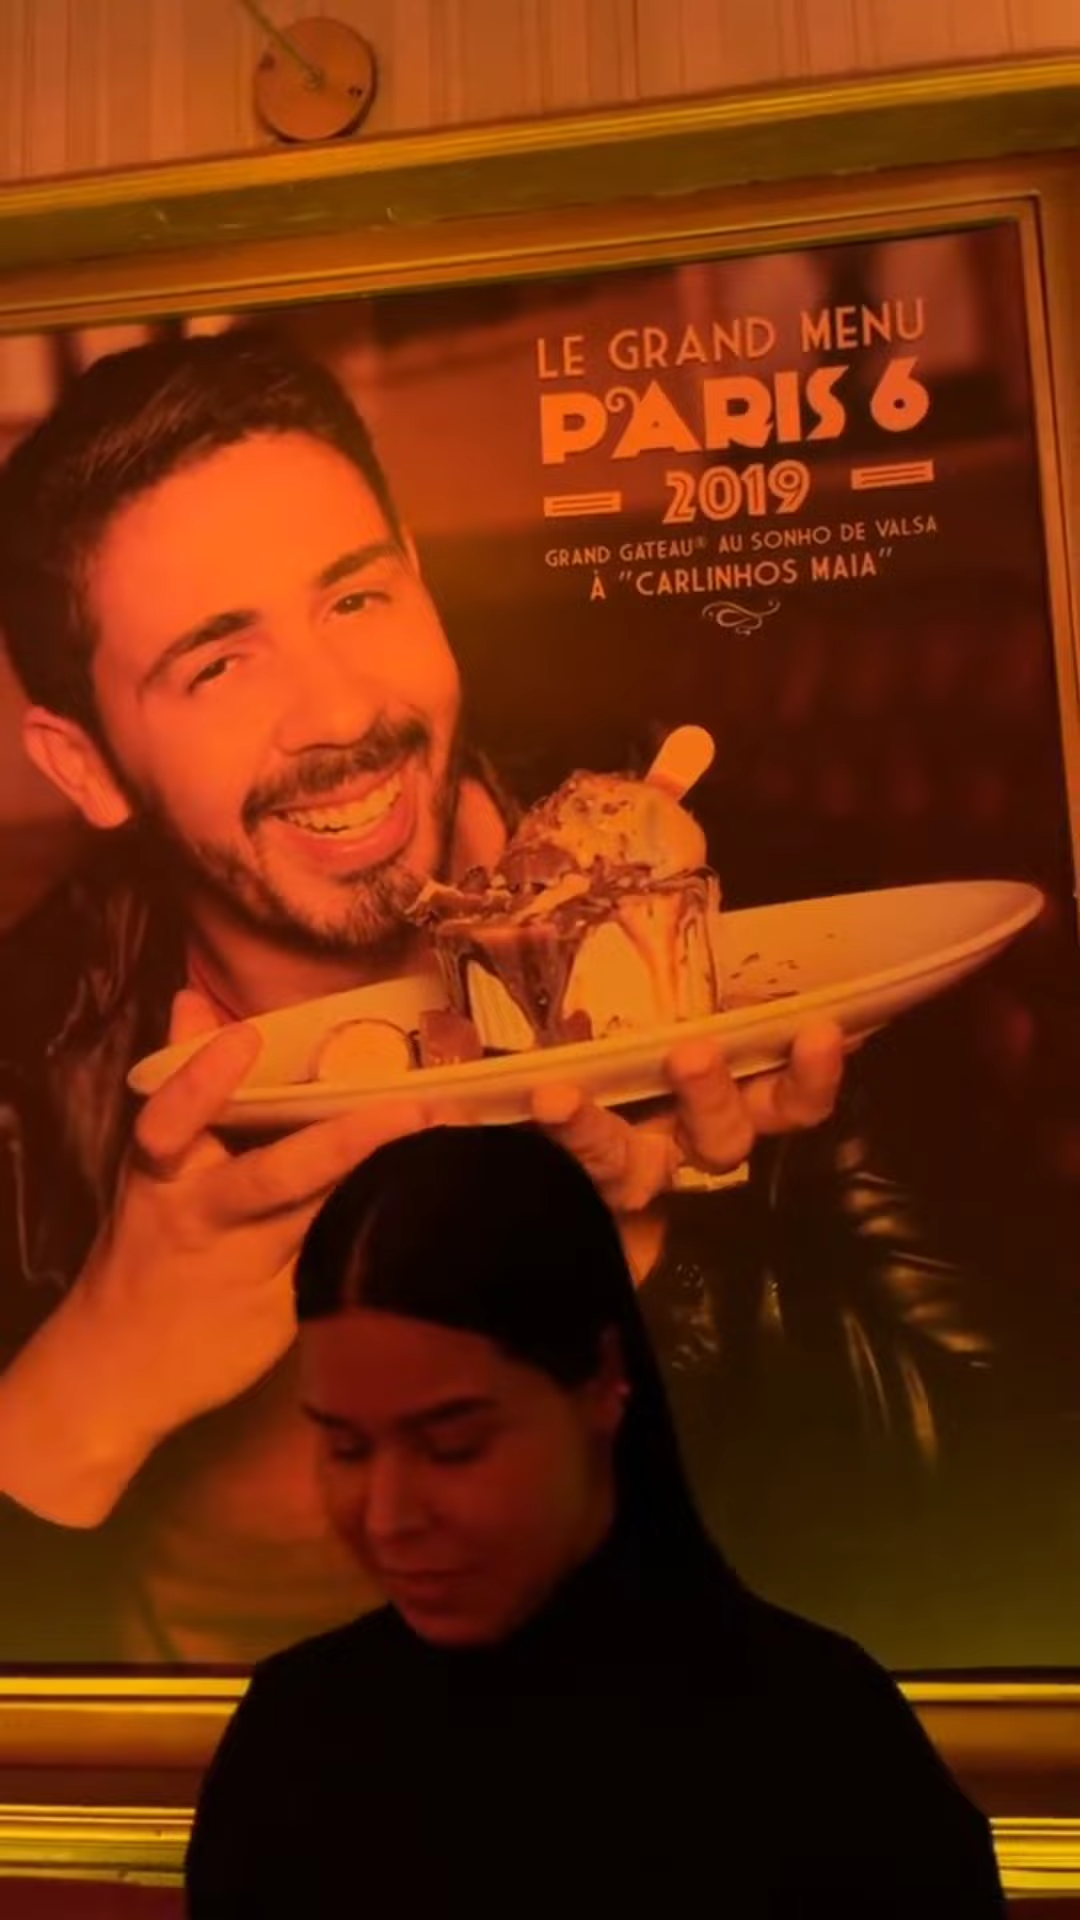 LE GRAND MENU
PARIS 6
2019
GRAND GATEAU® AU SONHO DE VALSA
À "CARLINHOS MAIA"